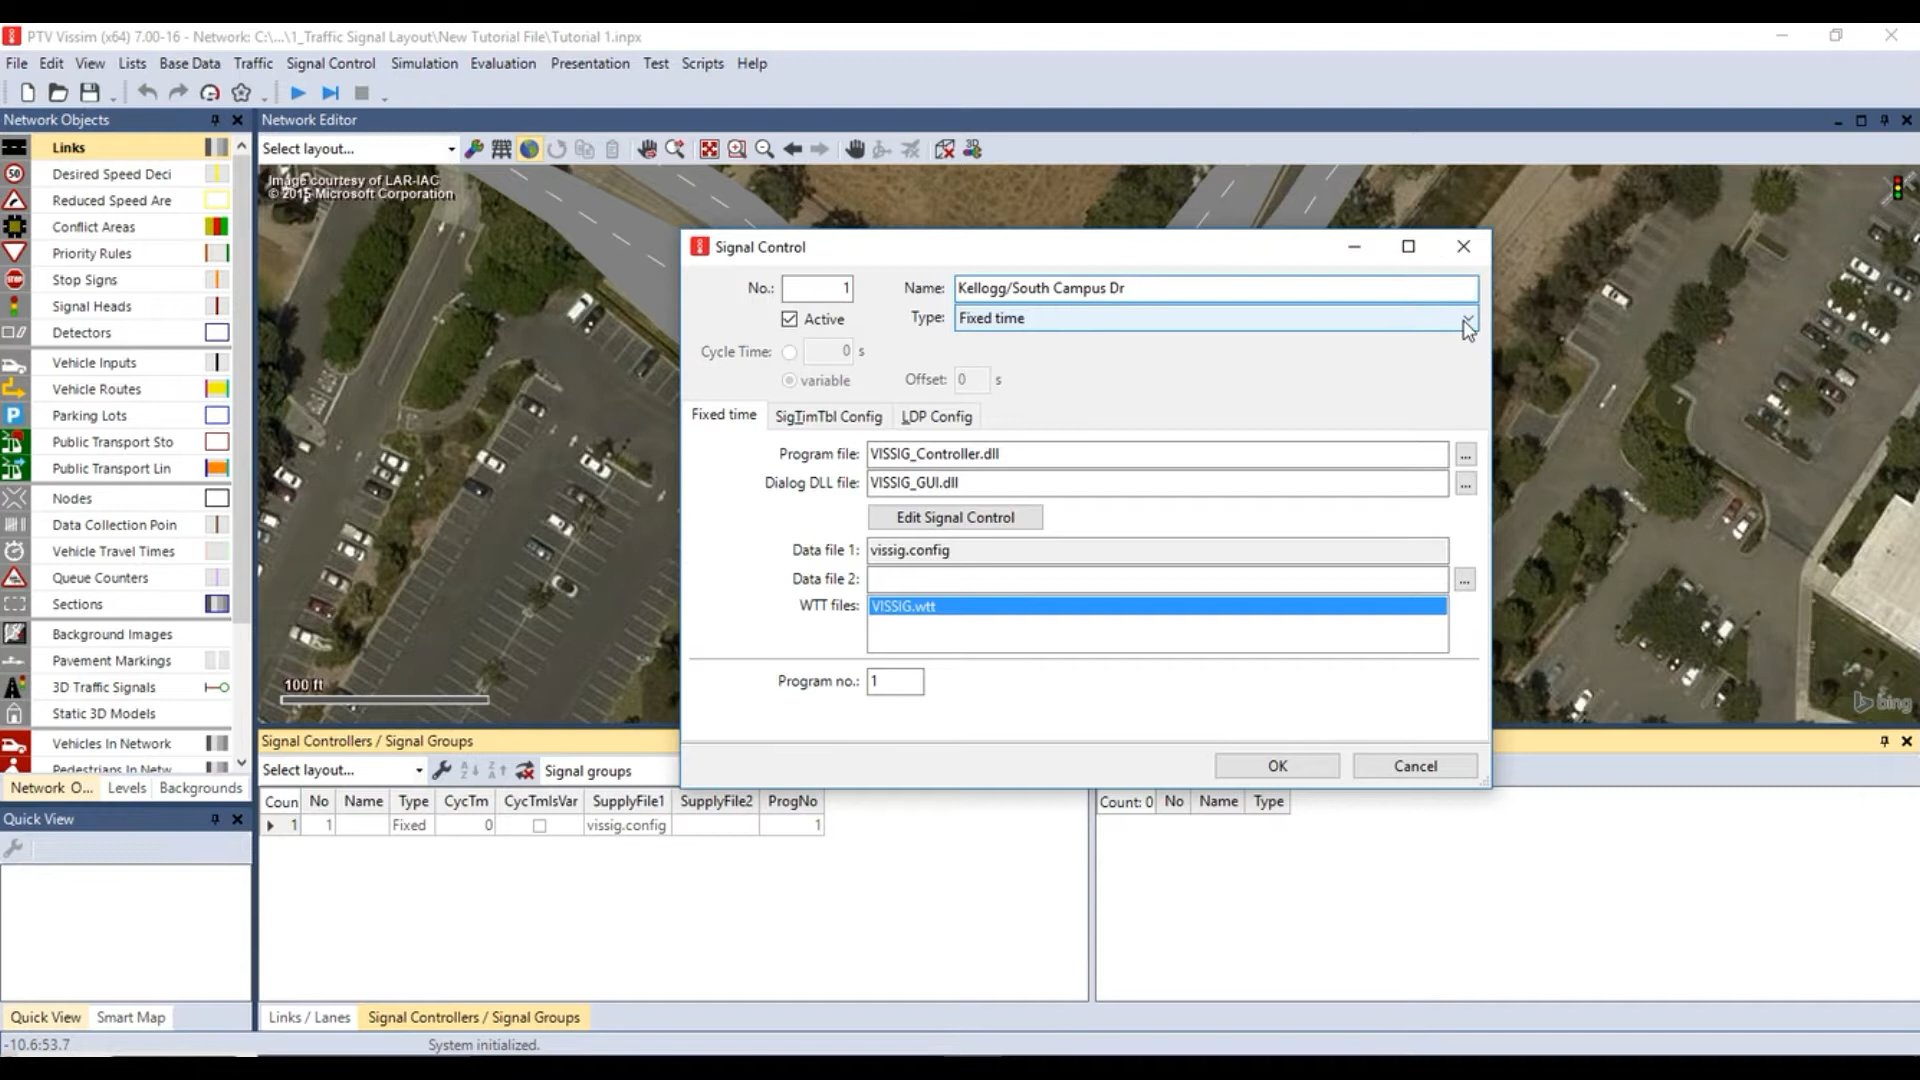 PTV Vissim (x64) 7.00-16 - Network: C:\...\1_Traffic Signal Layout\New Tutorial File\Tutorial 1.inpx
File Edit View Lists Base Data Traffic Signal Control Simulation Evaluation Presentation Test Scripts Help
Network Objects
Links
50
Desired Speed Deci
Reduced Speed Are
Conflict Areas
Priority Rules
STOP
Stop Signs
Signal Heads
Detectors
Vehicle Inputs
Vehicle Routes
P
Parking Lots
Public Transport Sto
Public Transport Lin
Nodes
Data Collection Poin
Vehicle Travel Times
Queue Counters
Sections
Background Images
Pavement Markings
3D Traffic Signals
Static 3D Models
Vehicles In Network
Pedestrians In Netw
Network O... Levels Backgrounds
Quick View
Quick View Smart Map
Network Editor
Select layout...
3D
Image courtesy of LAR-IAC
© 2015 Microsoft Corporation
100 ft
bing
Signal Control
No.: 1 Name: Kellogg/South Campus Dr
Active Type: Fixed time
Cycle Time: 0 s
variable Offset: 0 s
Fixed time SigTimTbl Config LDP Config
Program file: VISSIG_Controller.dll ...
Dialog DLL file: VISSIG_GUI.dll ...
Edit Signal Control
Data file 1: vissig.config
Data file 2: ...
WTT files: VISSIG.wtt
Program no.: 1
OK Cancel
Signal Controllers / Signal Groups
Select layout... Signal groups
Coun No Name Type CycTm CycTmIsVar SupplyFile1 SupplyFile2 ProgNo
1 1 Fixed 0 vissig.config 1
Count: 0 No Name Type
Links / Lanes Signal Controllers / Signal Groups
-10.6:53.7 System initialized.